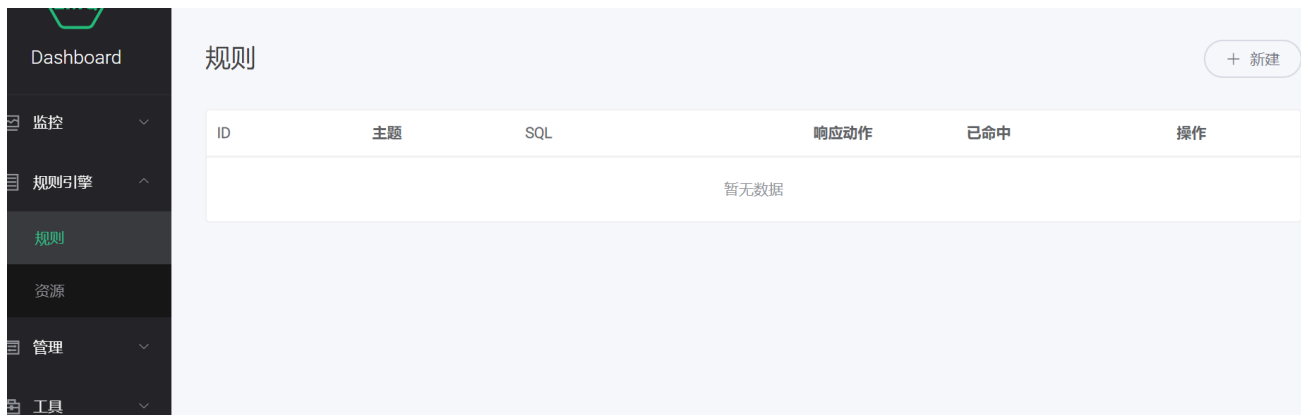 Dashboard
规则
+ 新建
监控
ID 主题 SQL 响应动作 已命中 操作
规则引擎
暂无数据
规则
资源
管理
工具